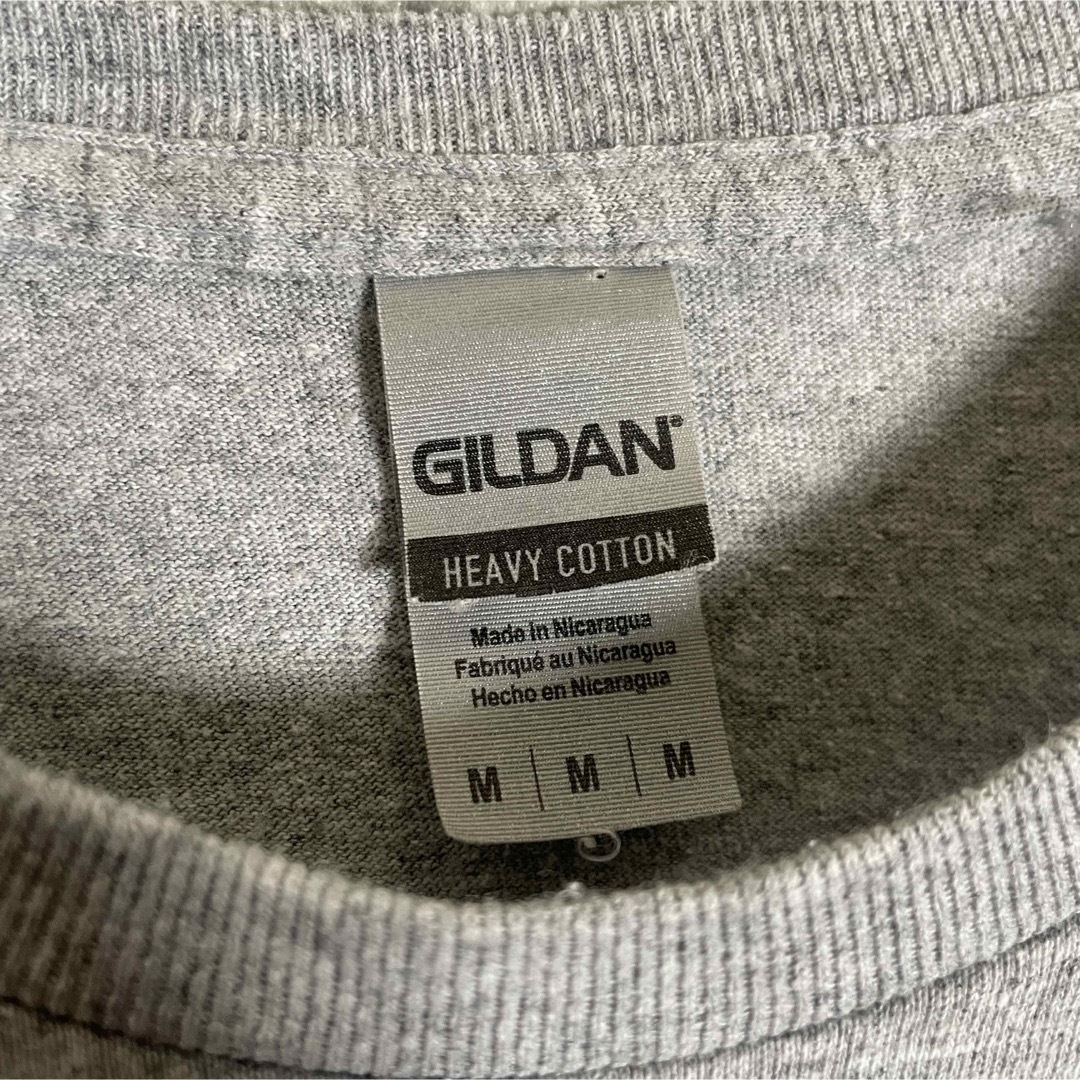 GILDAN®
HEAVY COTTON
Made in Nicaragua
Fabriqué au Nicaragua
Hecho en Nicaragua
M | M | M